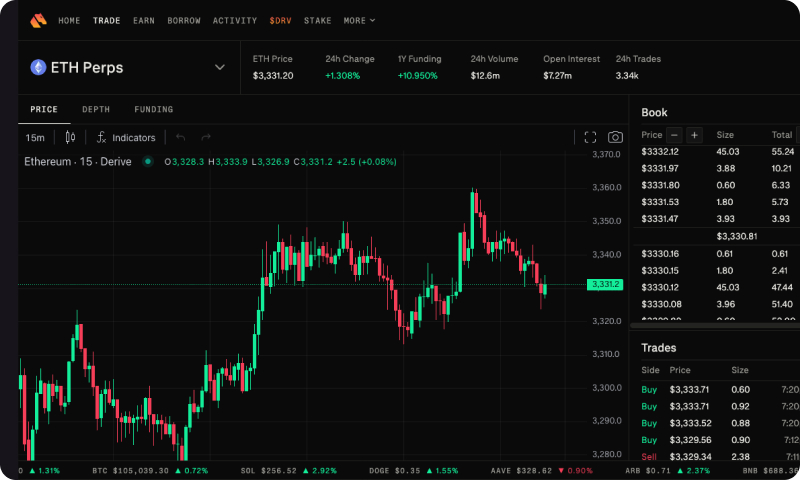 HOME TRADE EARN BORROW ACTIVITY $DRV STAKE MORE
ETH Perps
ETH Price 24h Change 1Y Funding 24h Volume Open Interest 24h Trades
$3,331.20 +1.308% +10.950% $12.6m $7.27m 3.34k
PRICE DEPTH FUNDING
15m Indicators
Ethereum · 15 · Derive O3,328.3 H3,333.9 L3,326.9 C3,331.2 +2.5 (+0.08%)
3,370.0
3,360.0
3,350.0
3,340.0
3,331.2
3,320.0
3,310.0
3,300.0
3,290.0
3,280.0
Book
Price − + Size Total
$3332.12 45.03 55.24
$3331.97 3.88 10.21
$3331.80 0.60 6.33
$3331.53 1.80 5.73
$3331.47 3.93 3.93
$3,330.81
$3330.16 0.61 0.61
$3330.15 1.80 2.41
$3330.12 45.03 47.44
$3330.08 3.96 51.40
Trades
Side Price Size
Buy $3,333.71 0.60 7:20
Buy $3,333.71 0.92 7:20
Buy $3,333.52 0.88 7:20
Buy $3,329.56 0.90 7:12
Sell $3,329.34 2.38 7:11
0 ▲ 1.31% BTC $105,039.30 ▲ 0.72% SOL $256.52 ▲ 2.92% DOGE $0.35 ▲ 1.55% AAVE $328.62 ▼ 0.90% ARB $0.71 ▲ 2.37% BNB $688.36